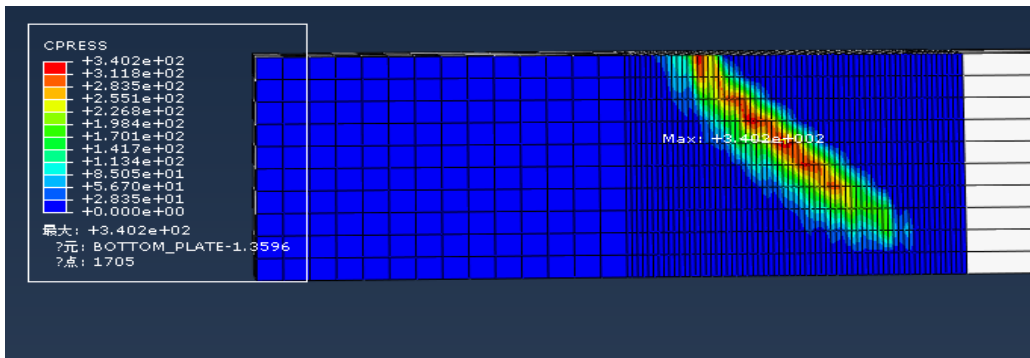 CPRESS
+3.402e+02
+3.118e+02
+2.835e+02
+2.551e+02
+2.268e+02
+1.984e+02
+1.701e+02
+1.417e+02
+1.134e+02
+8.505e+01
+5.670e+01
+2.835e+01
+0.000e+00
最大: +3.402e+02
?元: BOTTOM_PLATE-1.3596
?点: 1705
Max: +3.402e+002